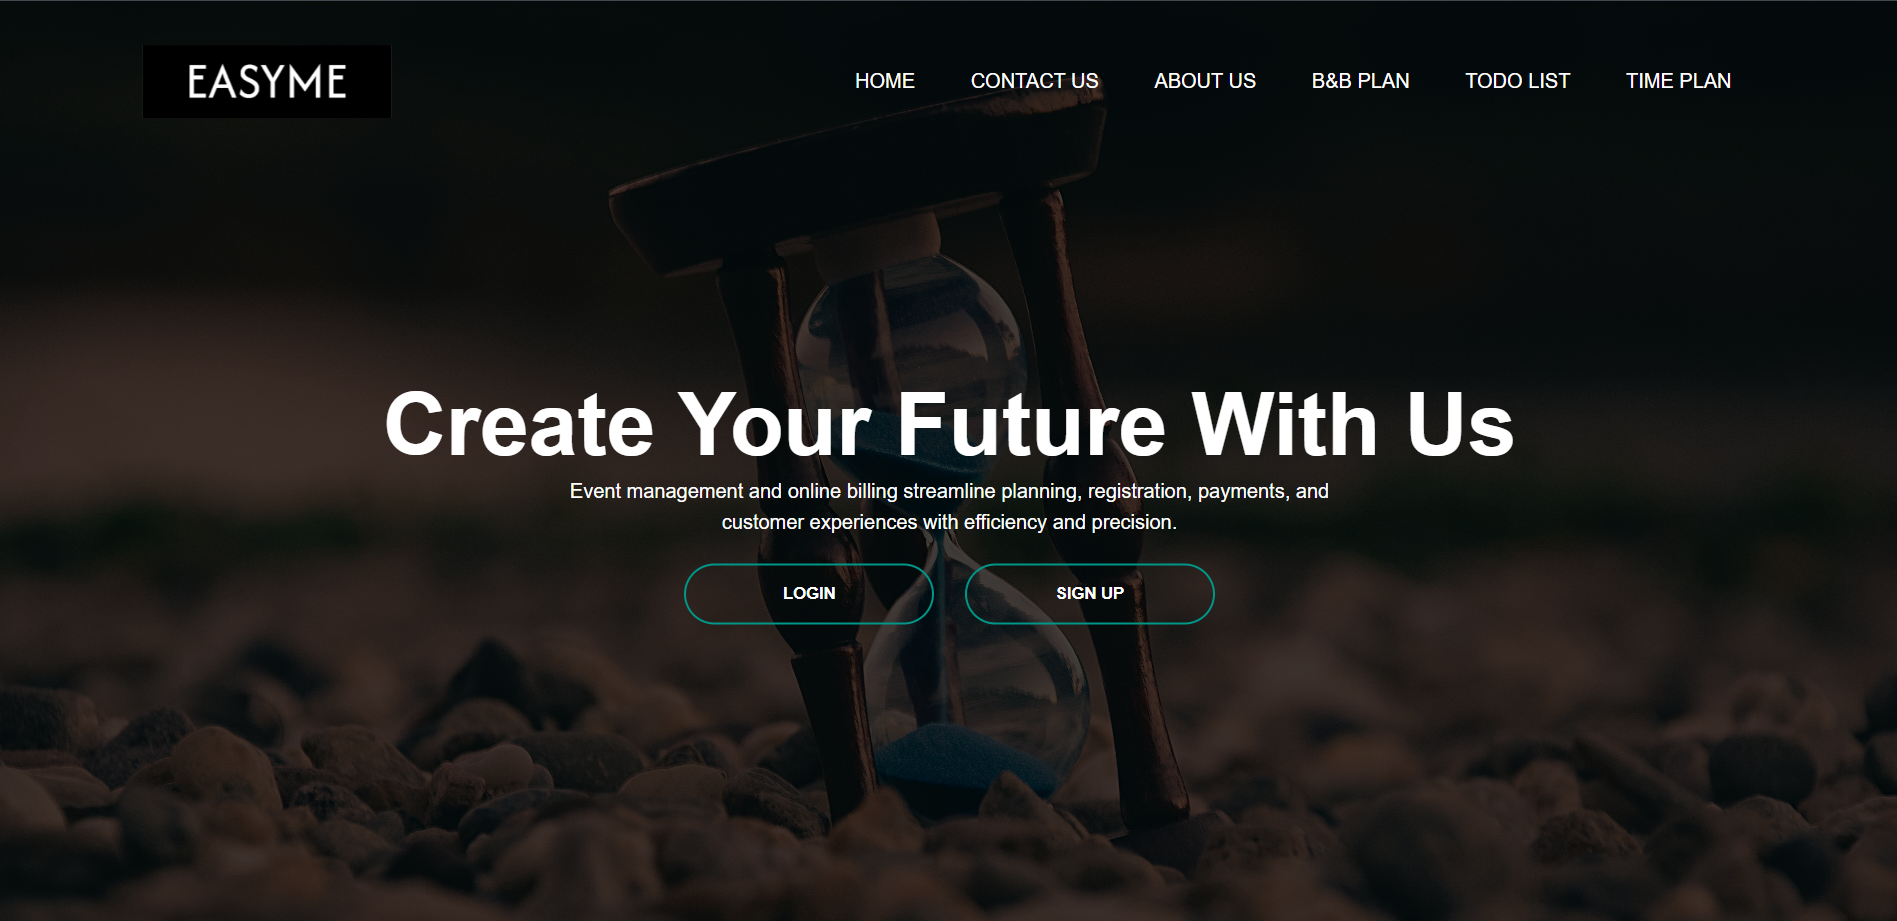 EASYME
HOME CONTACT US ABOUT US B&B PLAN TODO LIST TIME PLAN
Create Your Future With Us
Event management and online billing streamline planning, registration, payments, and
customer experiences with efficiency and precision.
LOGIN SIGN UP